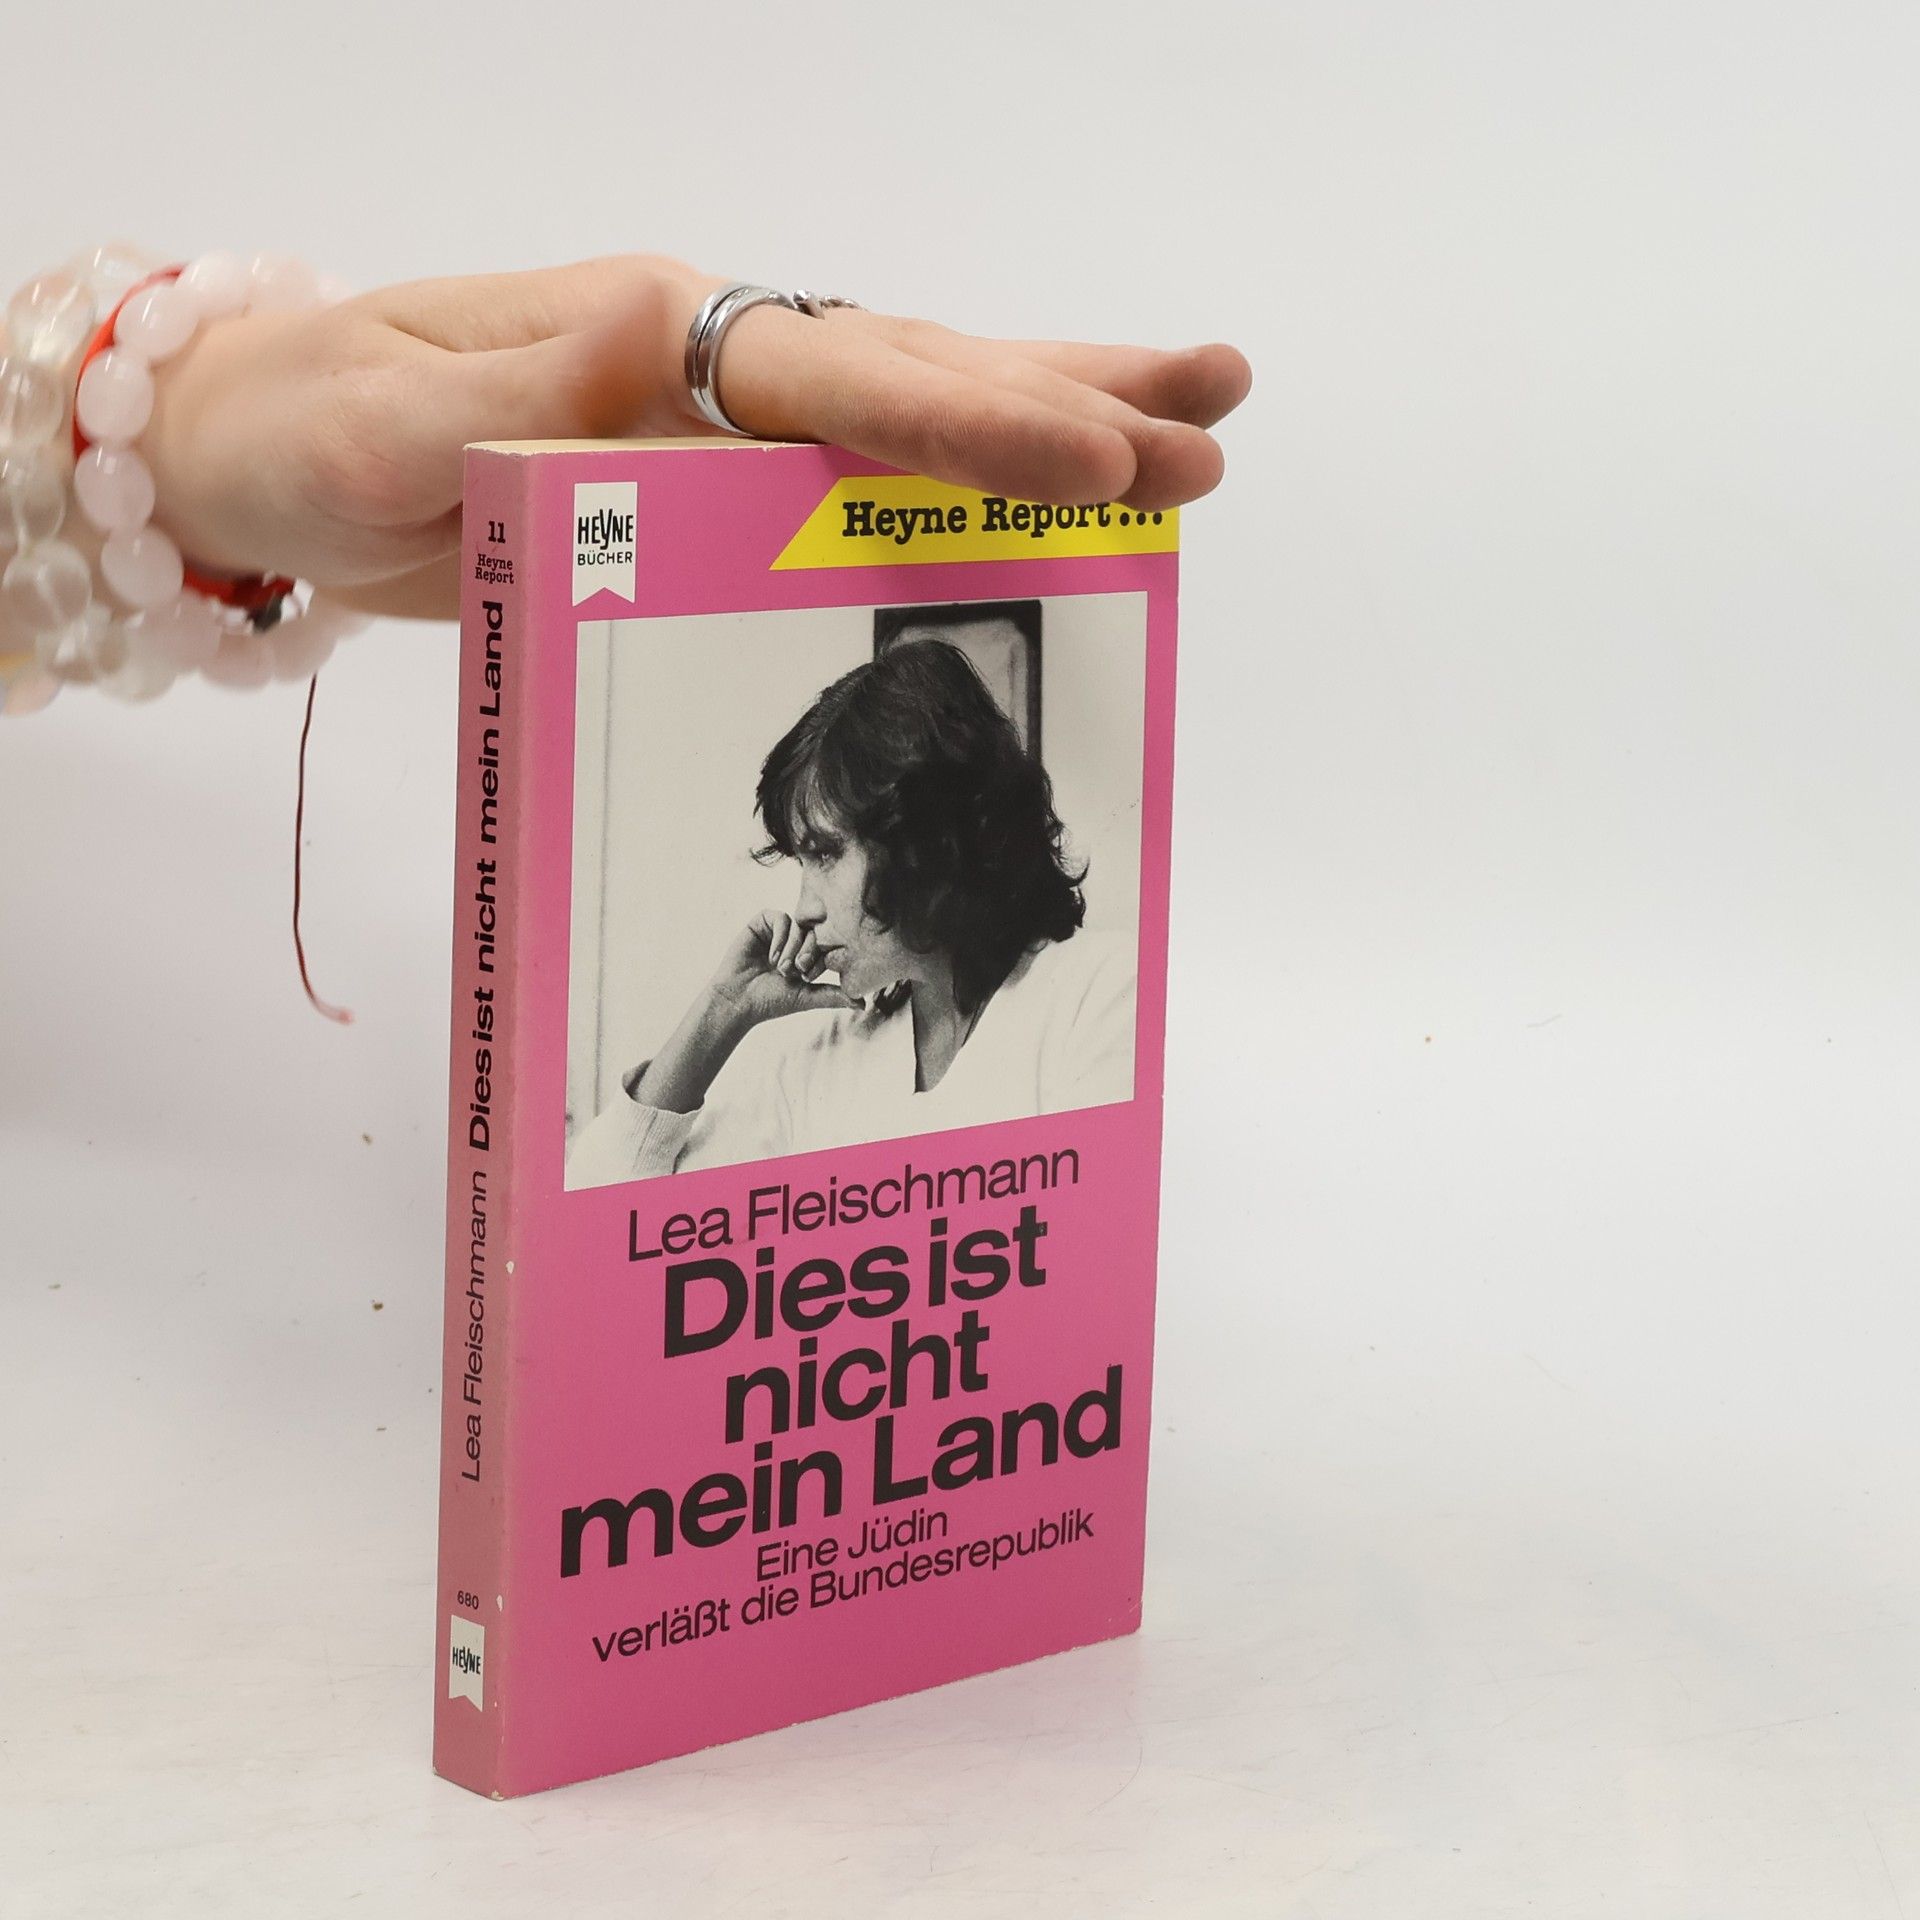 HEYNE
BÜCHER
Heyne Report...
Lea Fleischmann
Dies ist
nicht
mein Land
Eine Jüdin
verläßt die Bundesrepublik
11
Heyne
Report
Lea Fleischmann Dies ist nicht mein Land
680
HEYNE